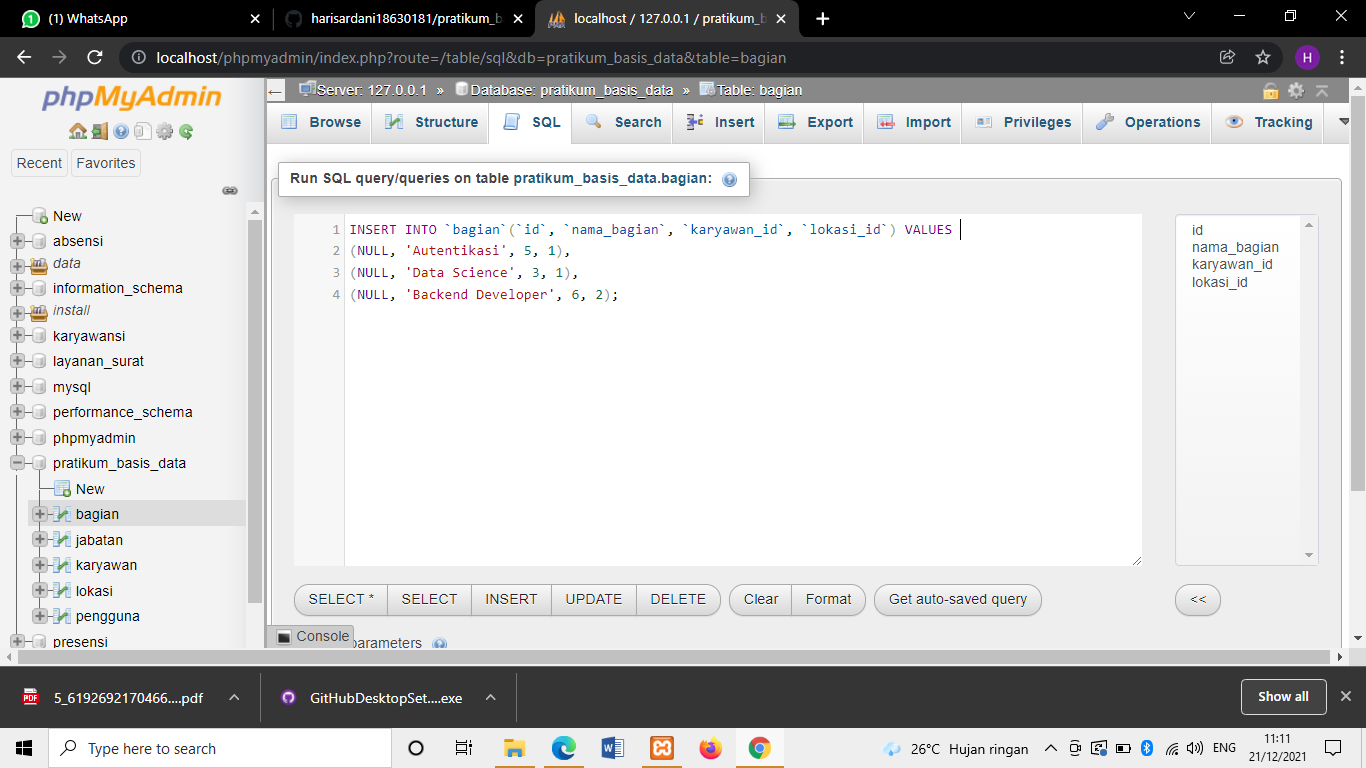 (1) WhatsApp
harisardani18630181/pratikum_b
localhost / 127.0.0.1 / pratikum_b
localhost/phpmyadmin/index.php?route=/table/sql&db=pratikum_basis_data&table=bagian
H
phpMyAdmin
Recent
Favorites
New
absensi
data
information_schema
install
karyawansi
layanan_surat
mysql
performance_schema
phpmyadmin
pratikum_basis_data
New
bagian
jabatan
karyawan
lokasi
pengguna
presensi
Server: 127.0.0.1 » Database: pratikum_basis_data » Table: bagian
Browse Structure SQL Search Insert Export Import Privileges Operations Tracking
Run SQL query/queries on table pratikum_basis_data.bagian:
1 INSERT INTO `bagian`(`id`, `nama_bagian`, `karyawan_id`, `lokasi_id`) VALUES
2 (NULL, 'Autentikasi', 5, 1),
3 (NULL, 'Data Science', 3, 1),
4 (NULL, 'Backend Developer', 6, 2);
id
nama_bagian
karyawan_id
lokasi_id
SELECT * SELECT INSERT UPDATE DELETE Clear Format Get auto-saved query <<
Console
parameters
PDF
5_6192692170466....pdf
GitHubDesktopSet....exe
Show all
Type here to search
26°C Hujan ringan
ENG
11:11
21/12/2021